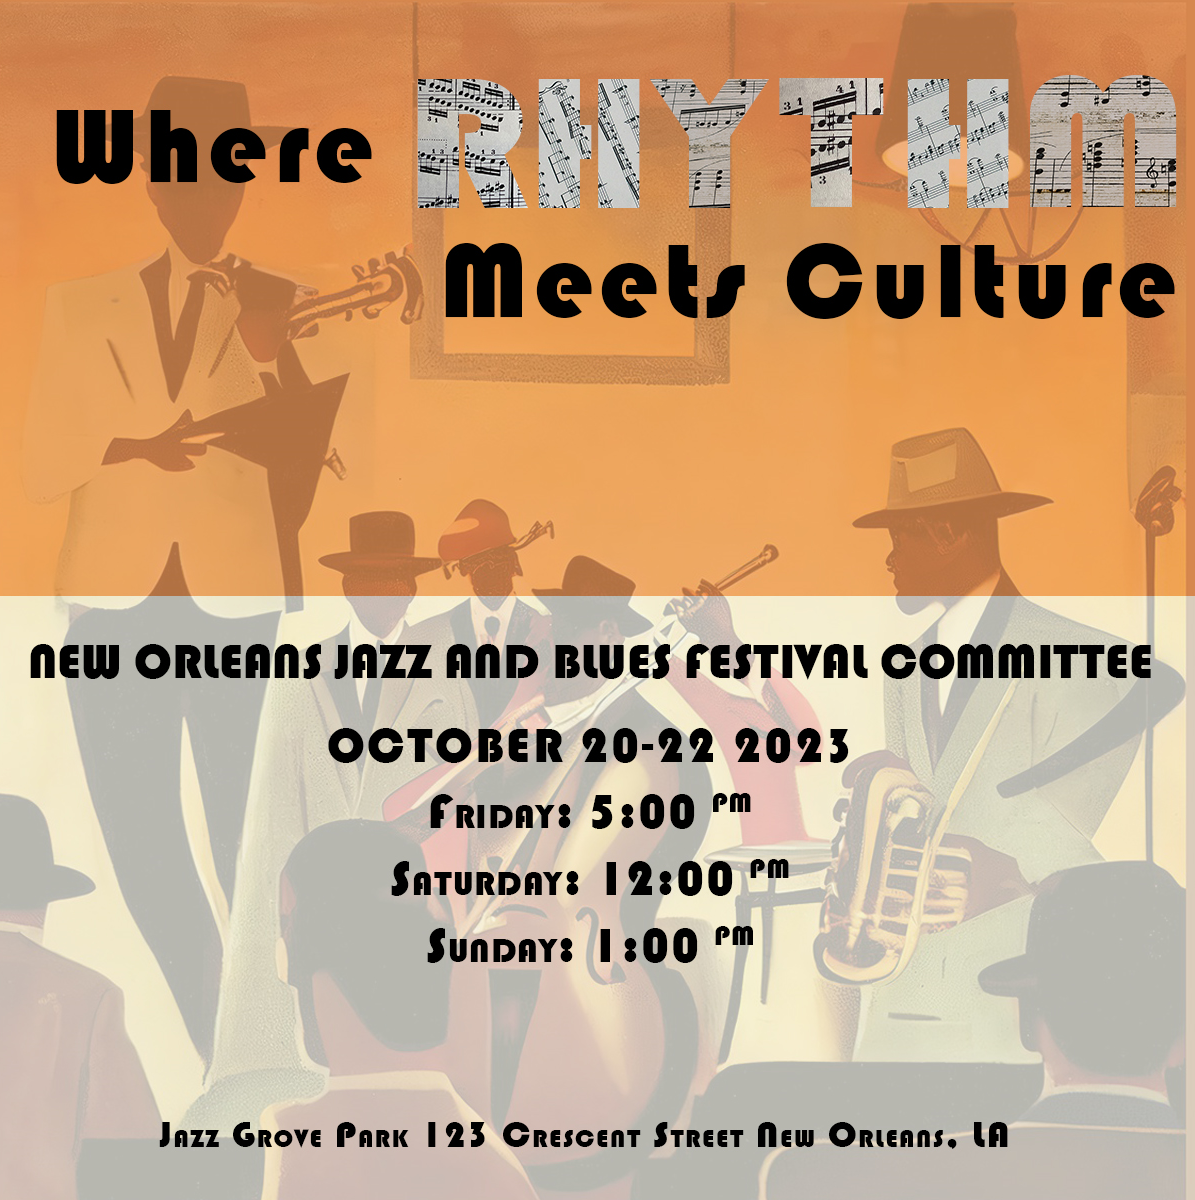 Where RHYTHM
Meets Culture
NEW ORLEANS JAZZ AND BLUES FESTIVAL COMMITTEE
OCTOBER 20-22 2023
FRIDAY: 5:00 PM
SATURDAY: 12:00 PM
SUNDAY: 1:00 PM
JAZZ GROVE PARK 123 CRESCENT STREET NEW ORLEANS, LA